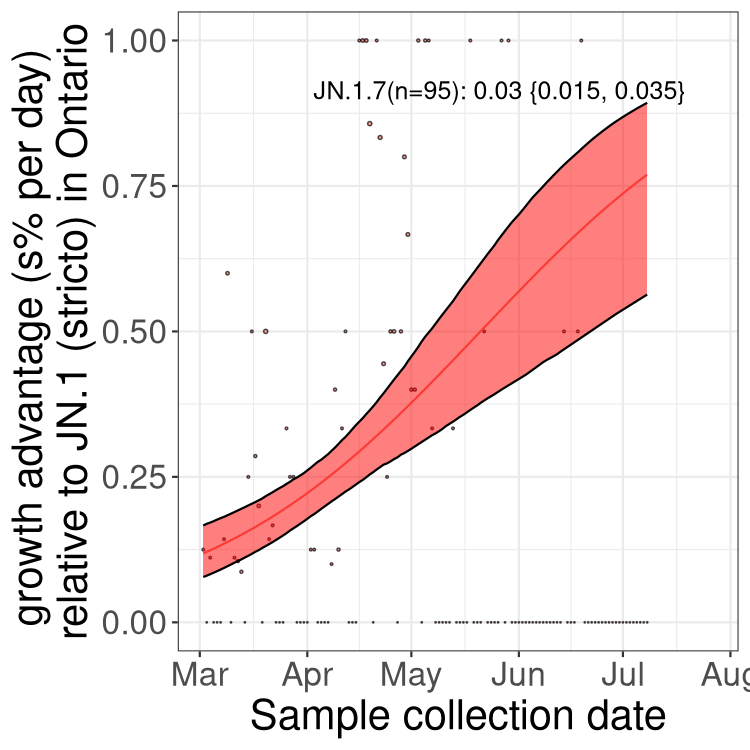 growth advantage (s% per day)
relative to JN.1 (stricto) in Ontario
1.00
0.75
0.50
0.25
0.00
JN.1.7(n=95): 0.03 {0.015, 0.035}
Mar Apr May Jun Jul Aug
Sample collection date